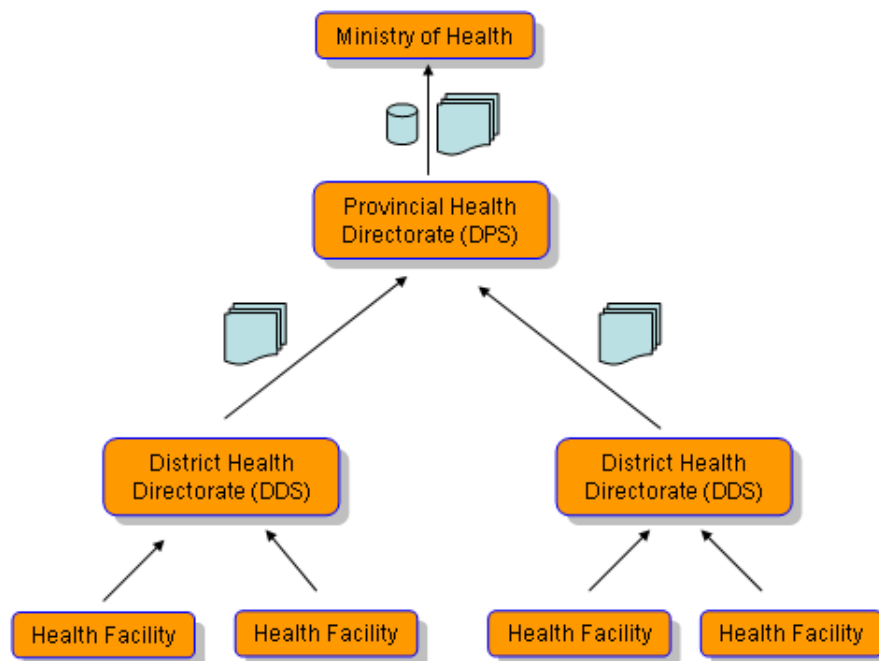 Ministry of Health
Provincial Health
Directorate (DPS)
District Health
Directorate (DDS)
District Health
Directorate (DDS)
Health Facility
Health Facility
Health Facility
Health Facility